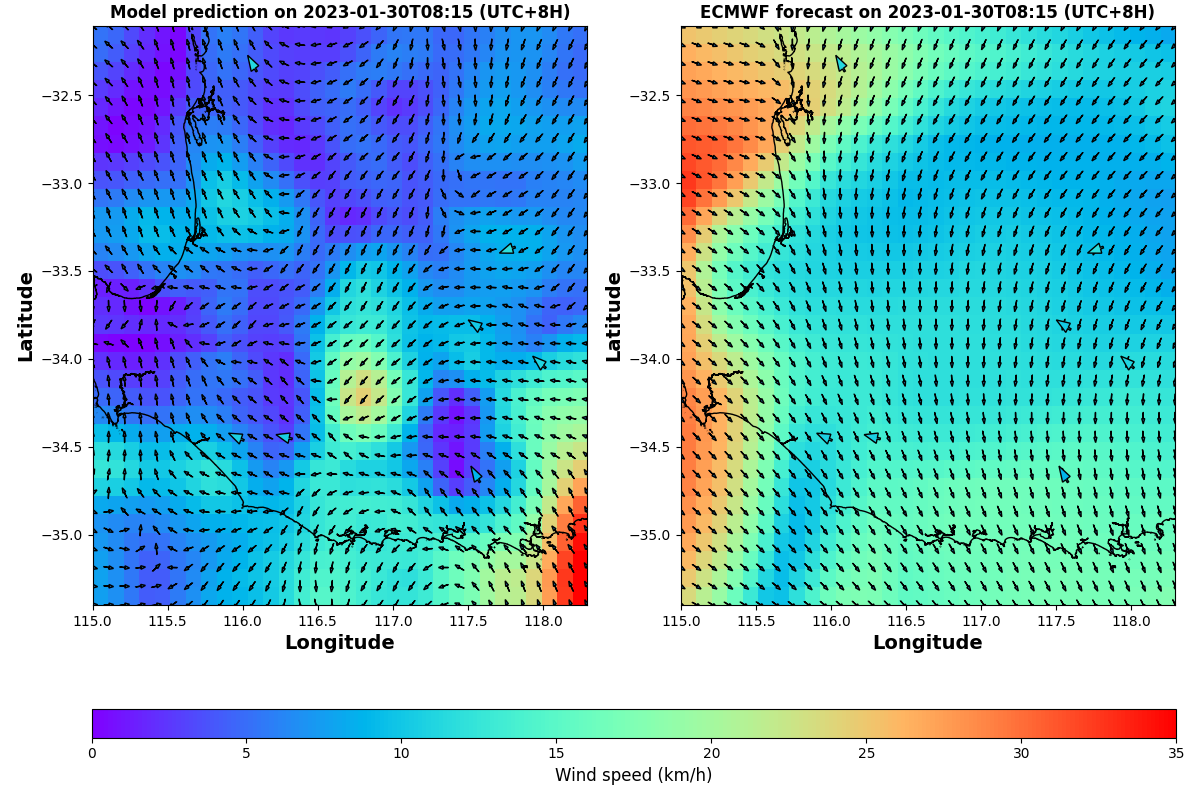 Model prediction on 2023-01-30T08:15 (UTC+8H)
ECMWF forecast on 2023-01-30T08:15 (UTC+8H)
Latitude
−32.5
−33.0
−33.5
−34.0
−34.5
−35.0
115.0 115.5 116.0 116.5 117.0 117.5 118.0
Longitude
Latitude
−32.5
−33.0
−33.5
−34.0
−34.5
−35.0
115.0 115.5 116.0 116.5 117.0 117.5 118.0
Longitude
0 5 10 15 20 25 30 35
Wind speed (km/h)